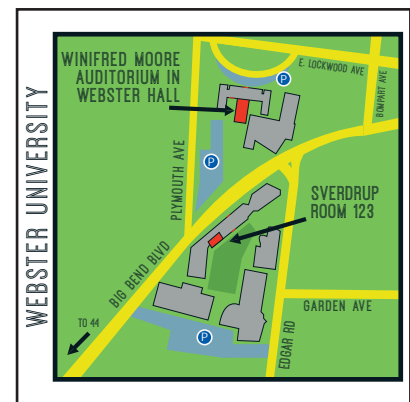 WEBSTER UNIVERSITY
WINIFRED MOORE
AUDITORIUM IN
WEBSTER HALL
P
E. LOCKWOOD AVE
BOMPART AVE
PLYMOUTH AVE
P
SVERDRUP
ROOM 123
BIG BEND BLVD
GARDEN AVE
TO 44
P
EDGAR RD